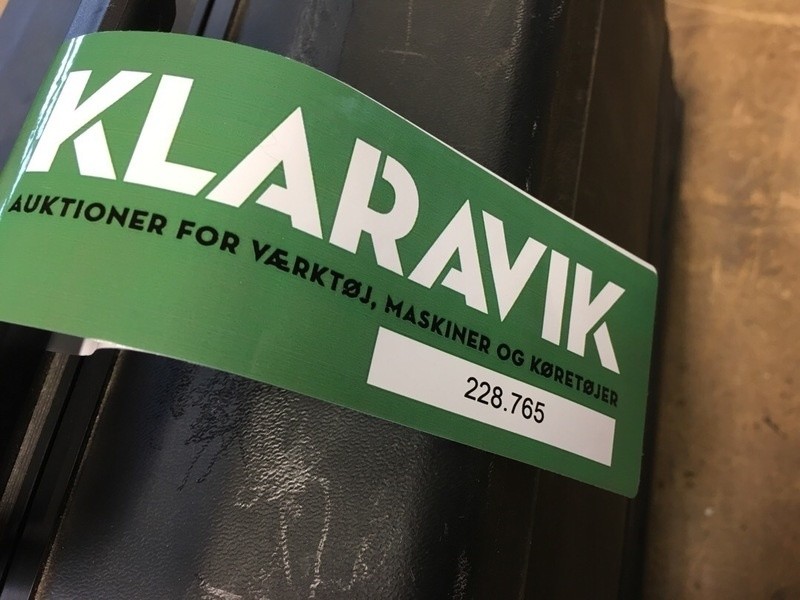 KLARAVIK
AUKTIONER FOR VÆRKTØJ, MASKINER OG KØRETØJER
228.765